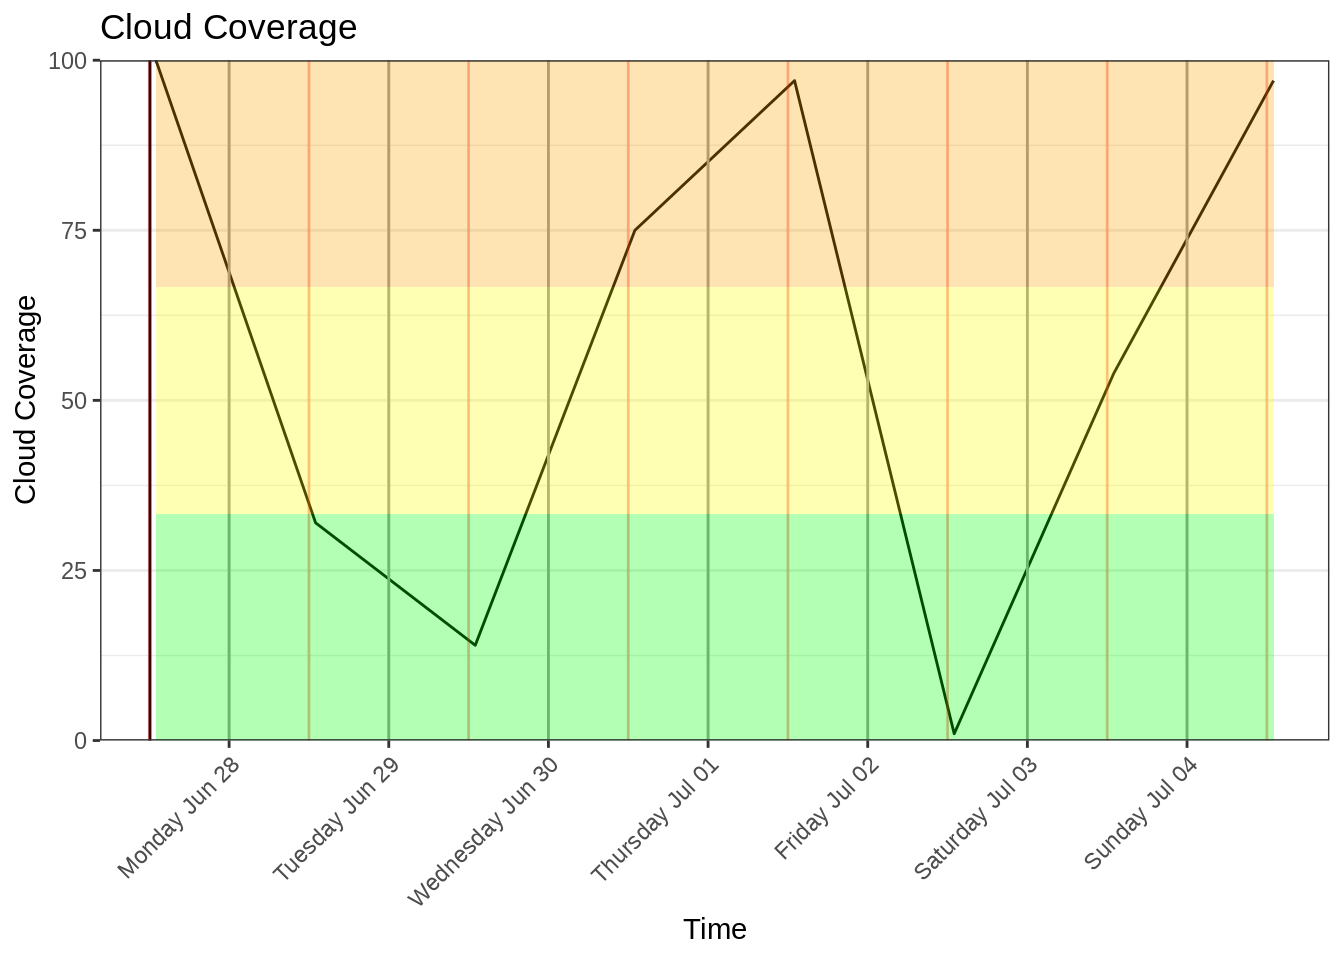 Cloud Coverage
Cloud Coverage
100
75
50
25
0
Monday Jun 28
Tuesday Jun 29
Wednesday Jun 30
Thursday Jul 01
Friday Jul 02
Saturday Jul 03
Sunday Jul 04
Time